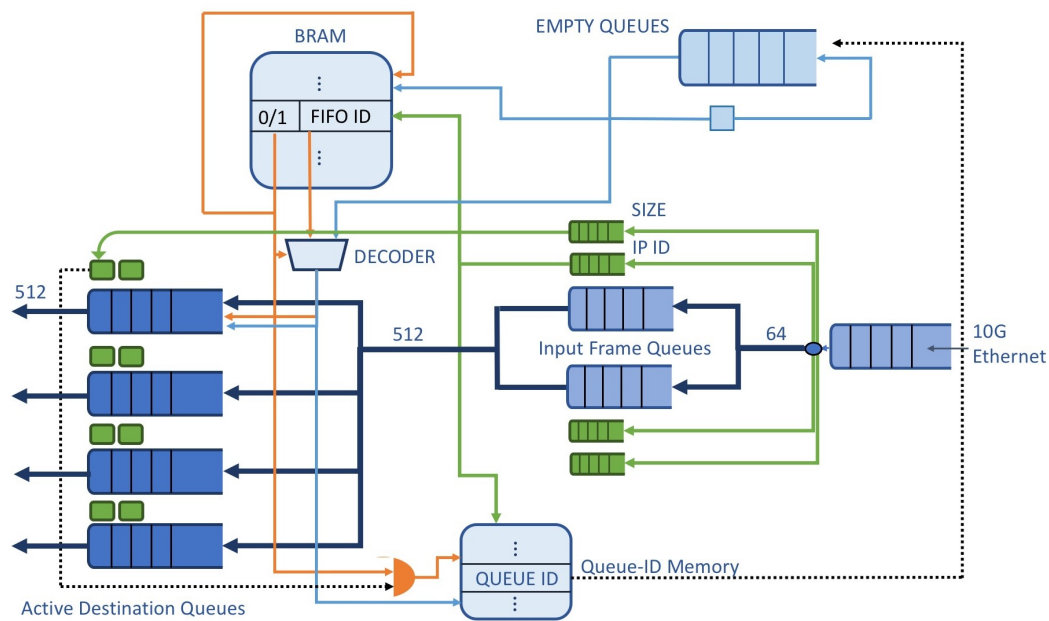 EMPTY QUEUES
BRAM
⋮
0/1 FIFO ID
⋮
SIZE
IP ID
DECODER
512
512
64
10G
Ethernet
Input Frame Queues
⋮
QUEUE ID
Queue-ID Memory
⋮
Active Destination Queues